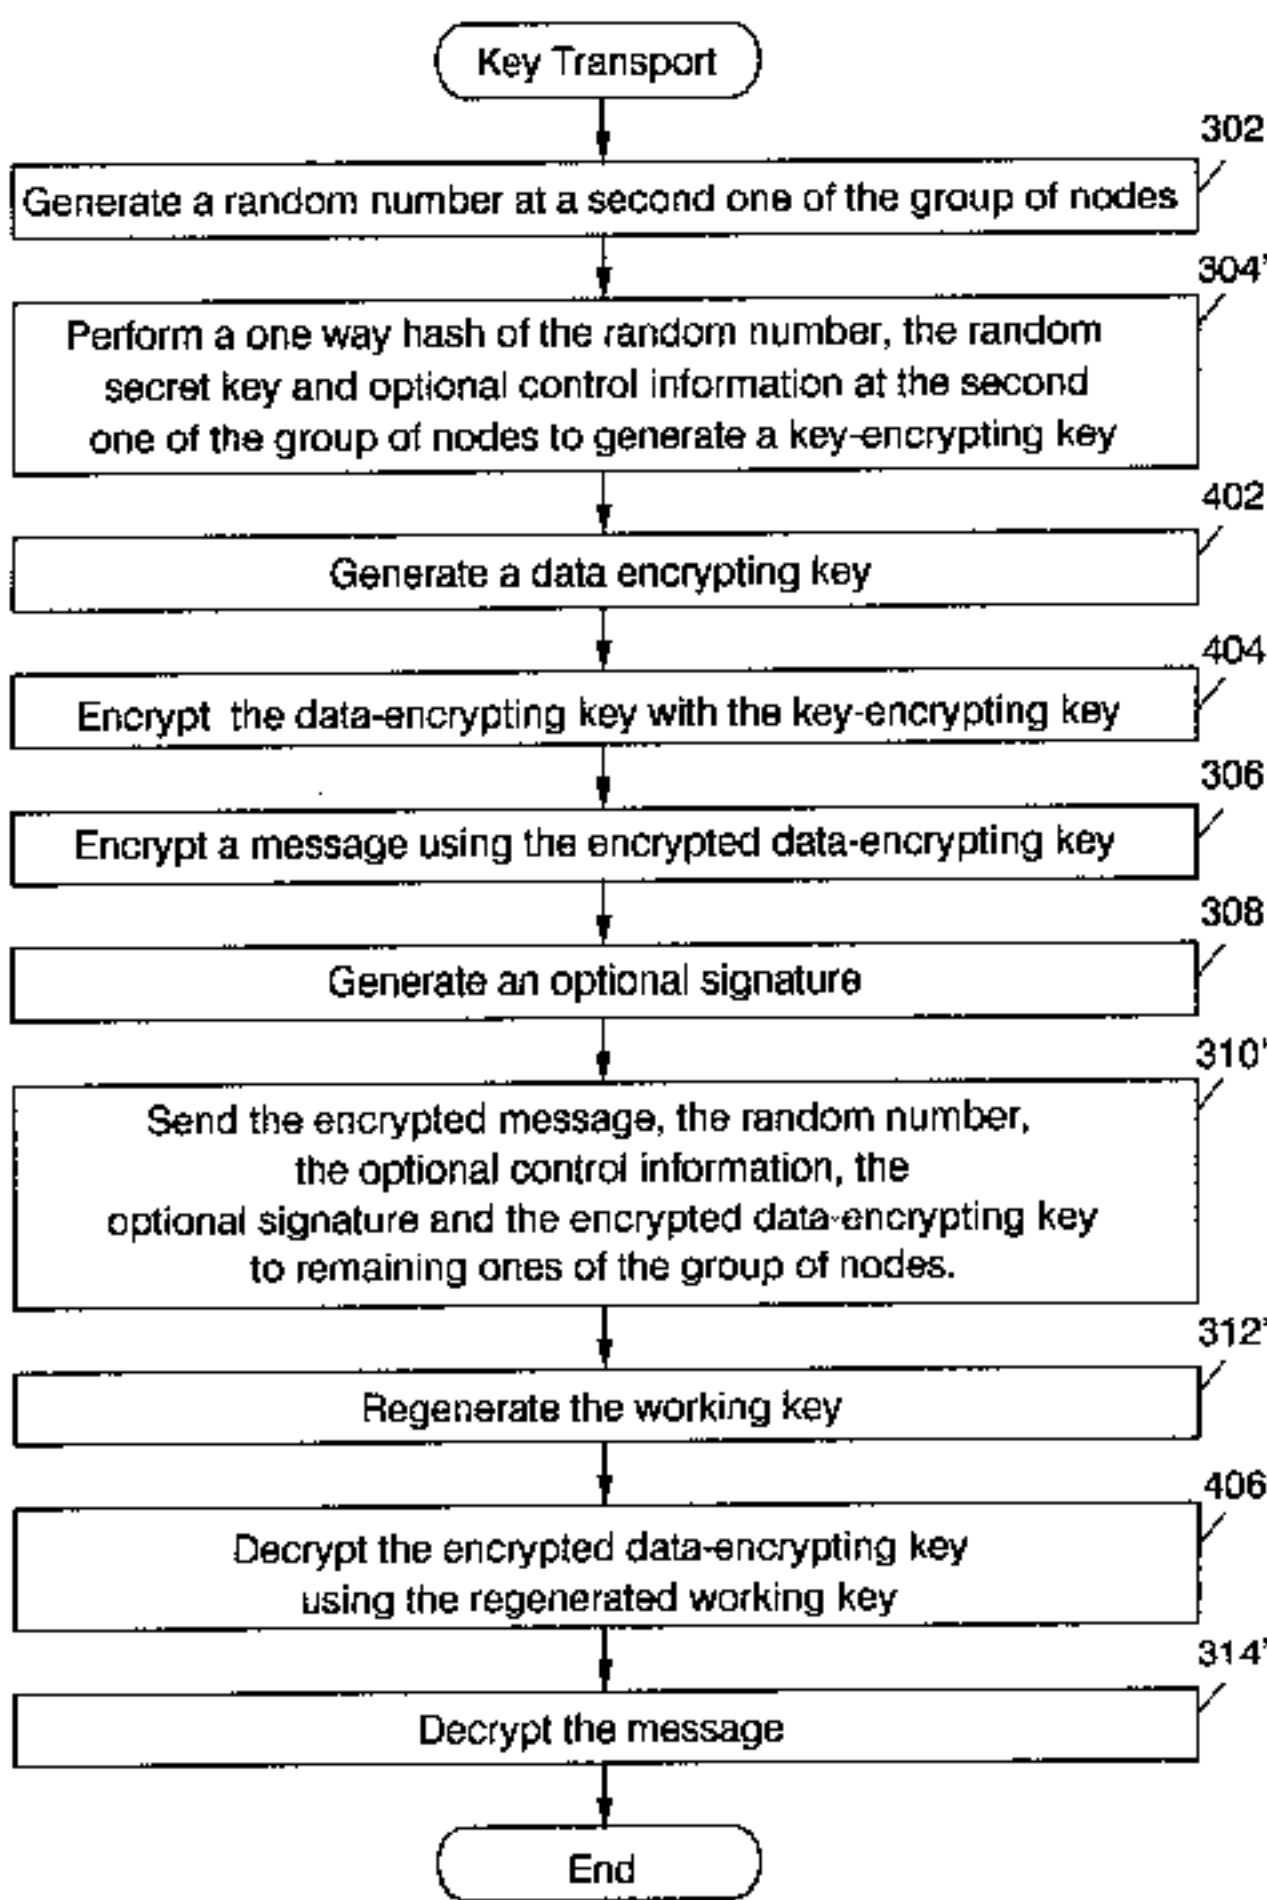 Key Transport
302
Generate a random number at a second one of the group of nodes
304'
Perform a one way hash of the random number, the random
secret key and optional control information at the second
one of the group of nodes to generate a key-encrypting key
402
Generate a data encrypting key
404
Encrypt the data-encrypting key with the key-encrypting key
306
Encrypt a message using the encrypted data-encrypting key
308
Generate an optional signature
310'
Send the encrypted message, the random number,
the optional control information, the
optional signature and the encrypted data-encrypting key
to remaining ones of the group of nodes.
312'
Regenerate the working key
406
Decrypt the encrypted data-encrypting key
using the regenerated working key
314'
Decrypt the message
End